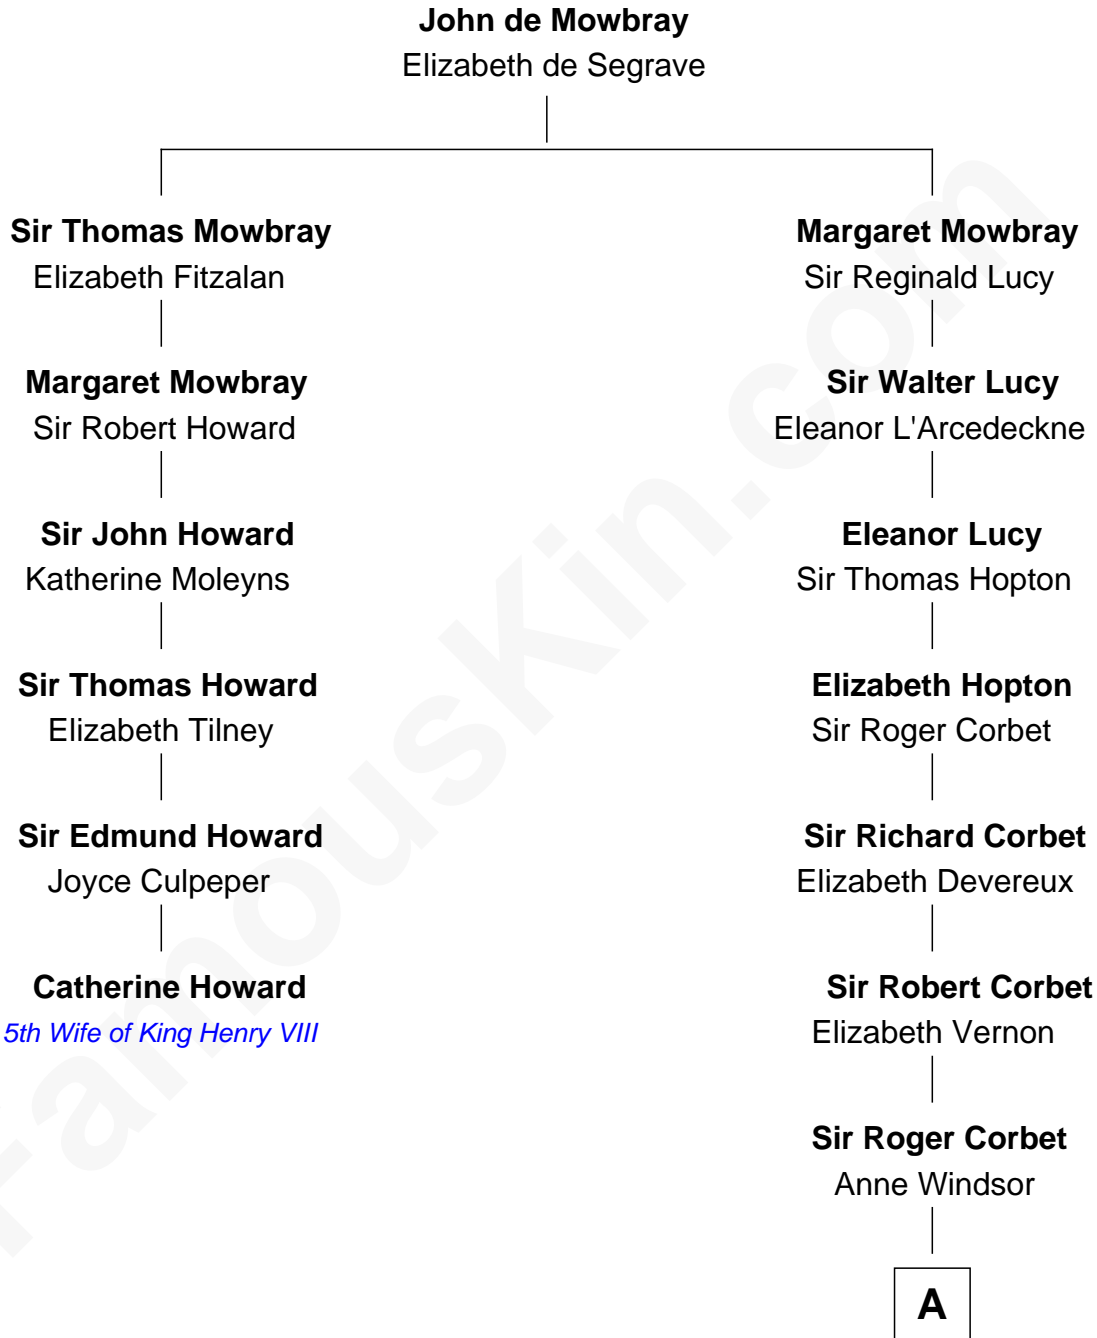 John de Mowbray
Elizabeth de Segrave
Sir Thomas Mowbray
Elizabeth Fitzalan
Margaret Mowbray
Sir Robert Howard
Sir John Howard
Katherine Moleyns
Sir Thomas Howard
Elizabeth Tilney
Sir Edmund Howard
Joyce Culpeper
Catherine Howard
5th Wife of King Henry VIII
Margaret Mowbray
Sir Reginald Lucy
Sir Walter Lucy
Eleanor L'Arcedeckne
Eleanor Lucy
Sir Thomas Hopton
Elizabeth Hopton
Sir Roger Corbet
Sir Richard Corbet
Elizabeth Devereux
Sir Robert Corbet
Elizabeth Vernon
Sir Roger Corbet
Anne Windsor
A
FamousKin.com